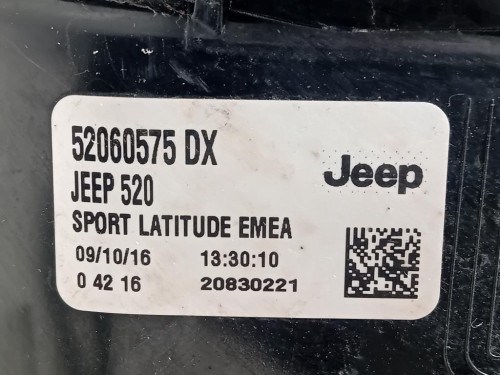 52060575 DX
Jeep
JEEP 520
SPORT LATITUDE EMEA
09/10/16 13:30:10
0 42 16 20830221